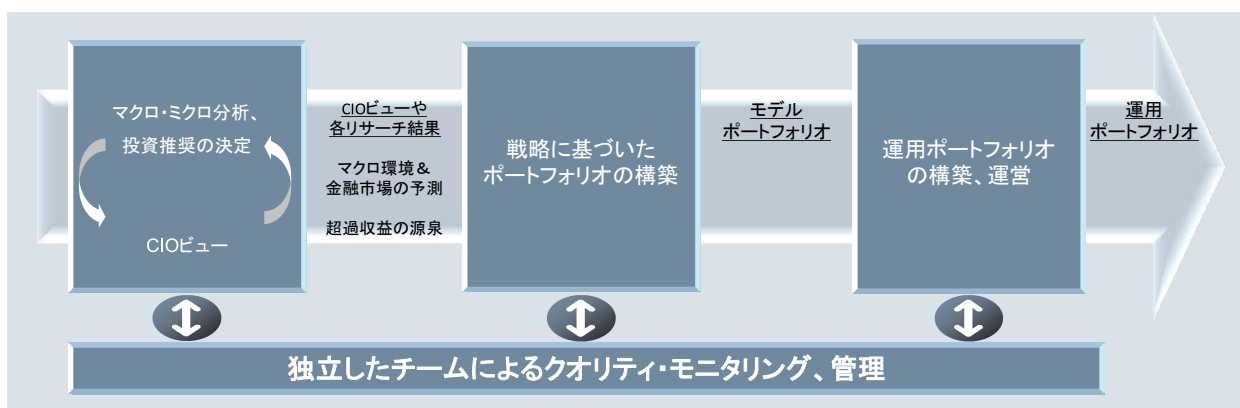 マクロ・ミクロ分析、
投資推奨の決定
CIOビュー
CIOビューや
各リサーチ結果
マクロ環境＆
金融市場の予測
超過収益の源泉
戦略に基づいた
ポートフォリオの構築
モデル
ポートフォリオ
運用ポートフォリオ
の構築、運営
運用
ポートフォリオ
独立したチームによるクオリティ・モニタリング、管理